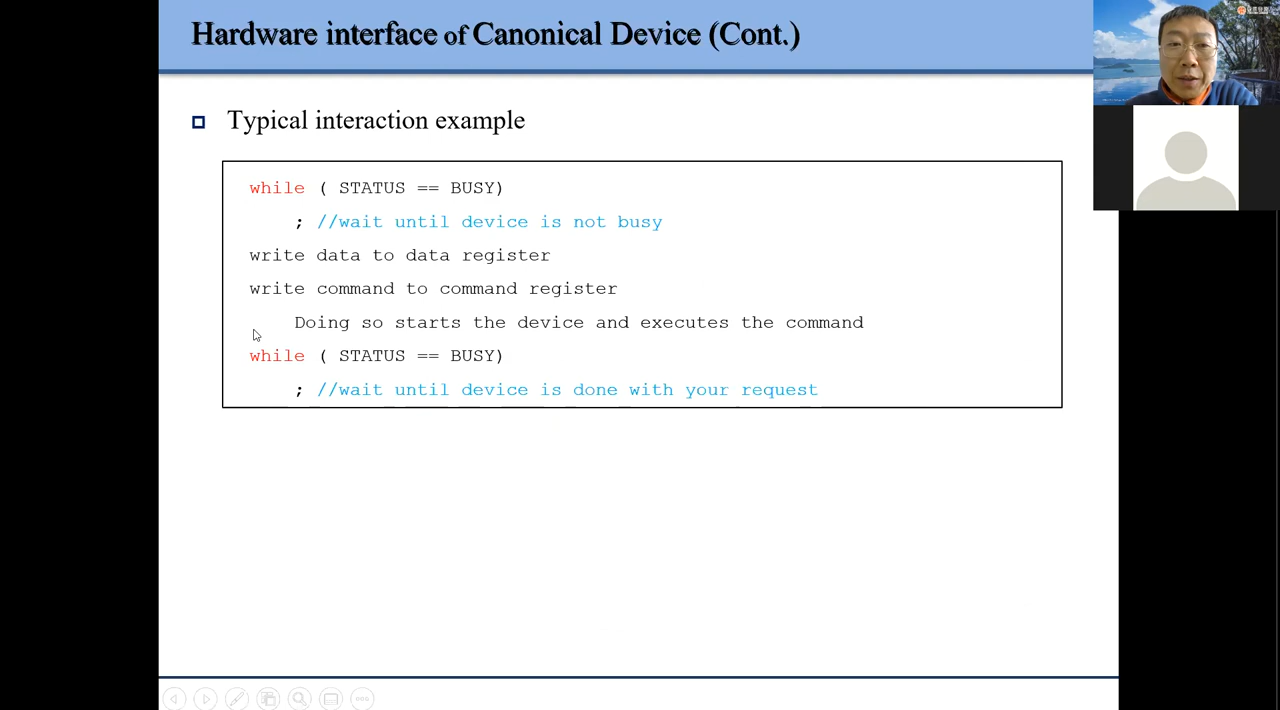 Hardware interface of Canonical Device (Cont.)
Typical interaction example
while ( STATUS == BUSY)
; //wait until device is not busy
write data to data register
write command to command register
Doing so starts the device and executes the command
while ( STATUS == BUSY)
; //wait until device is done with your request